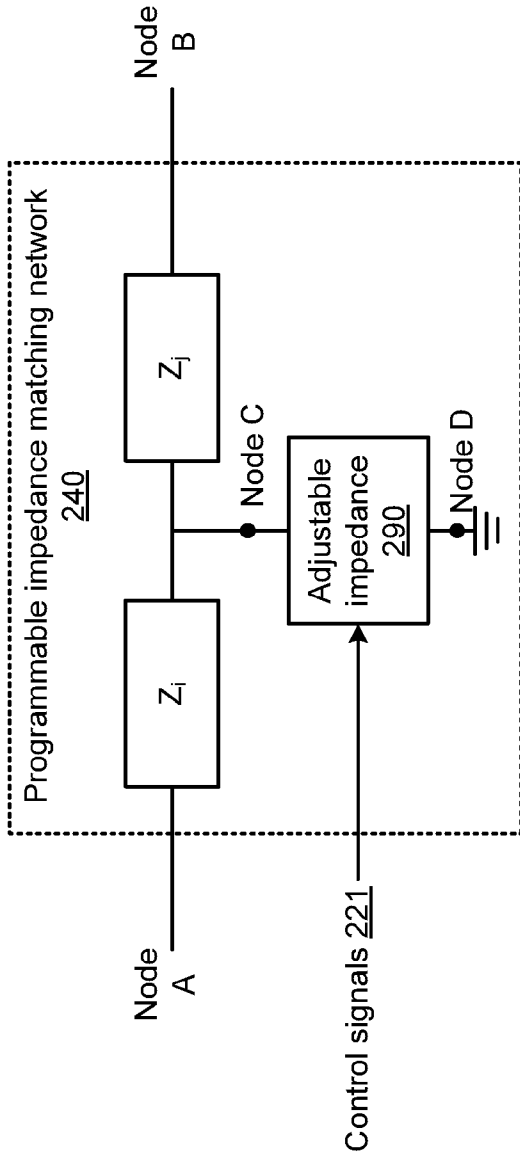 Programmable impedance matching network
240
Node
A
Zi
Zj
Node
B
Node C
Adjustable
impedance
290
Node D
Control signals 221